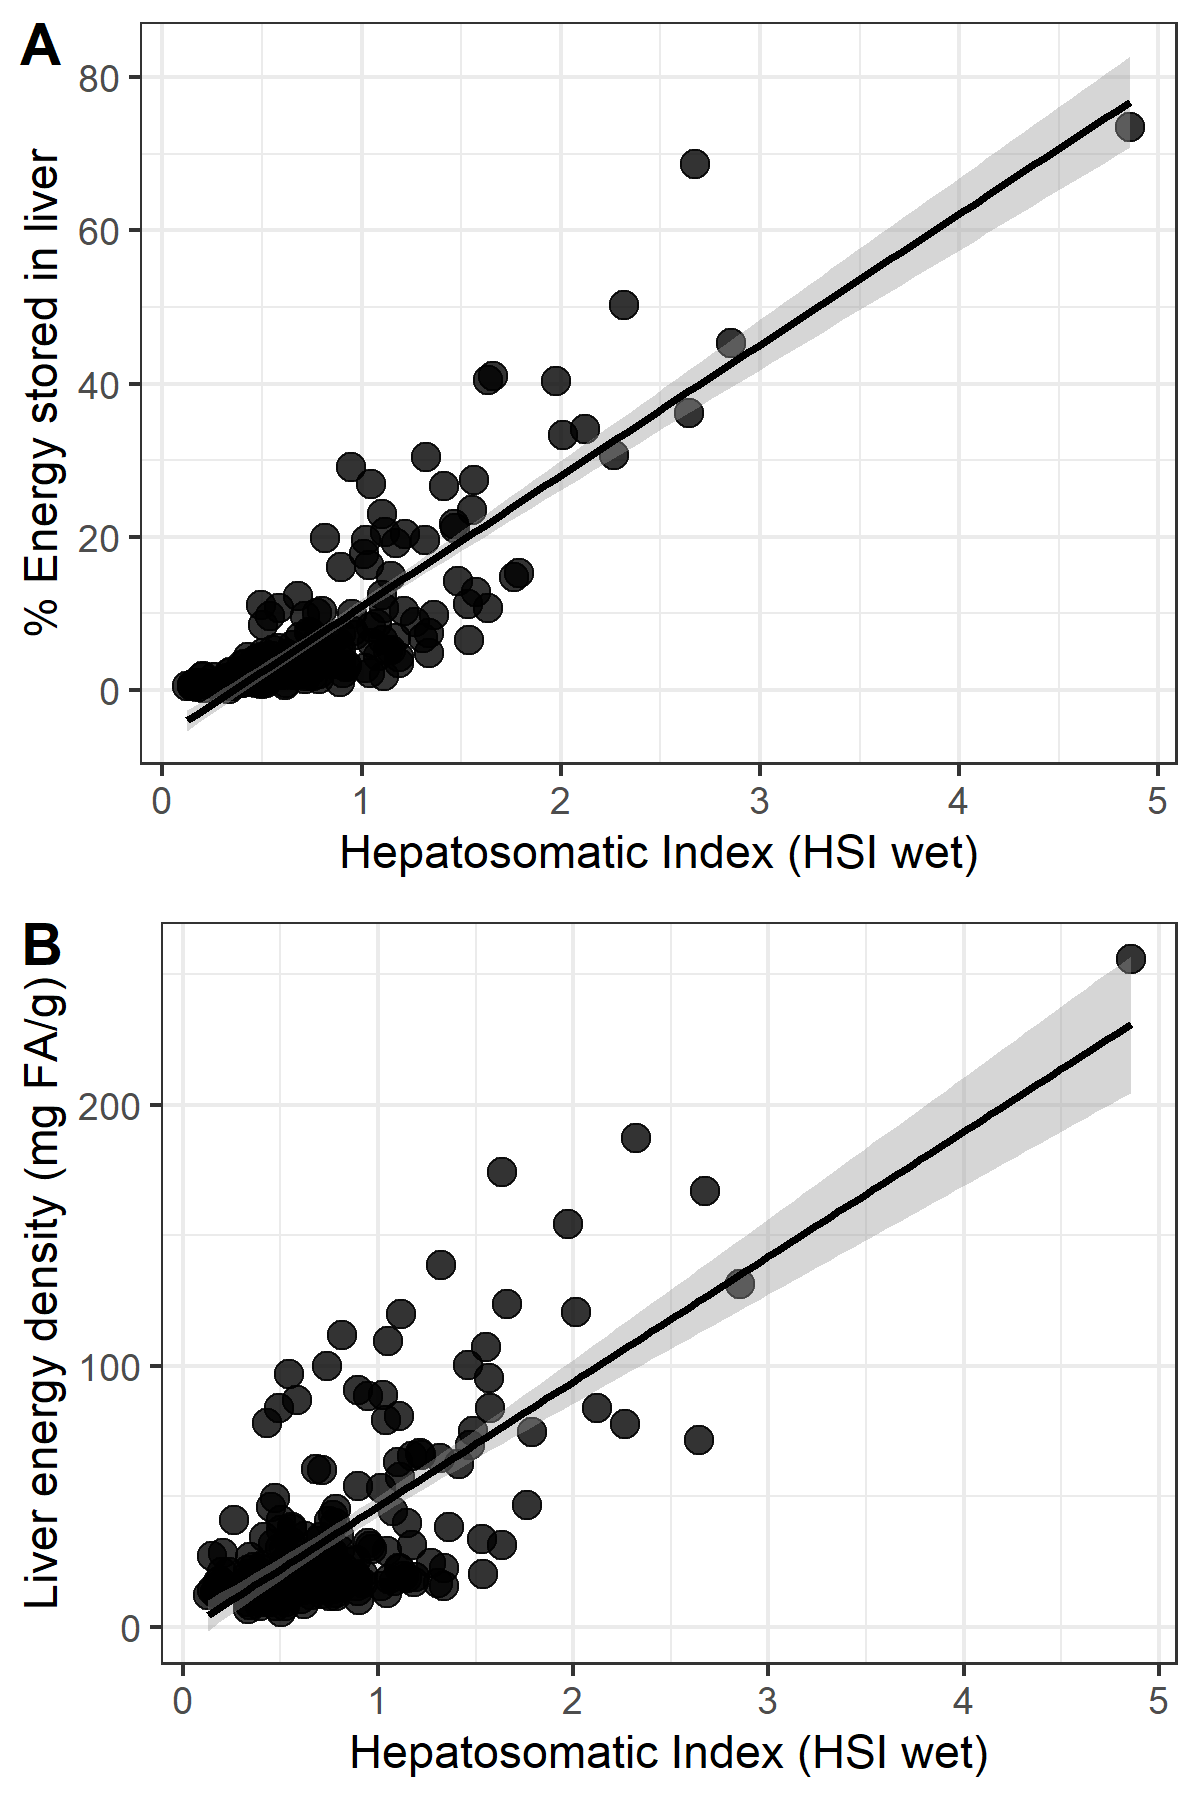 A
% Energy stored in liver
80
60
40
20
0
0 1 2 3 4 5
Hepatosomatic Index (HSI wet)
B
Liver energy density (mg FA/g)
200
100
0
0 1 2 3 4 5
Hepatosomatic Index (HSI wet)